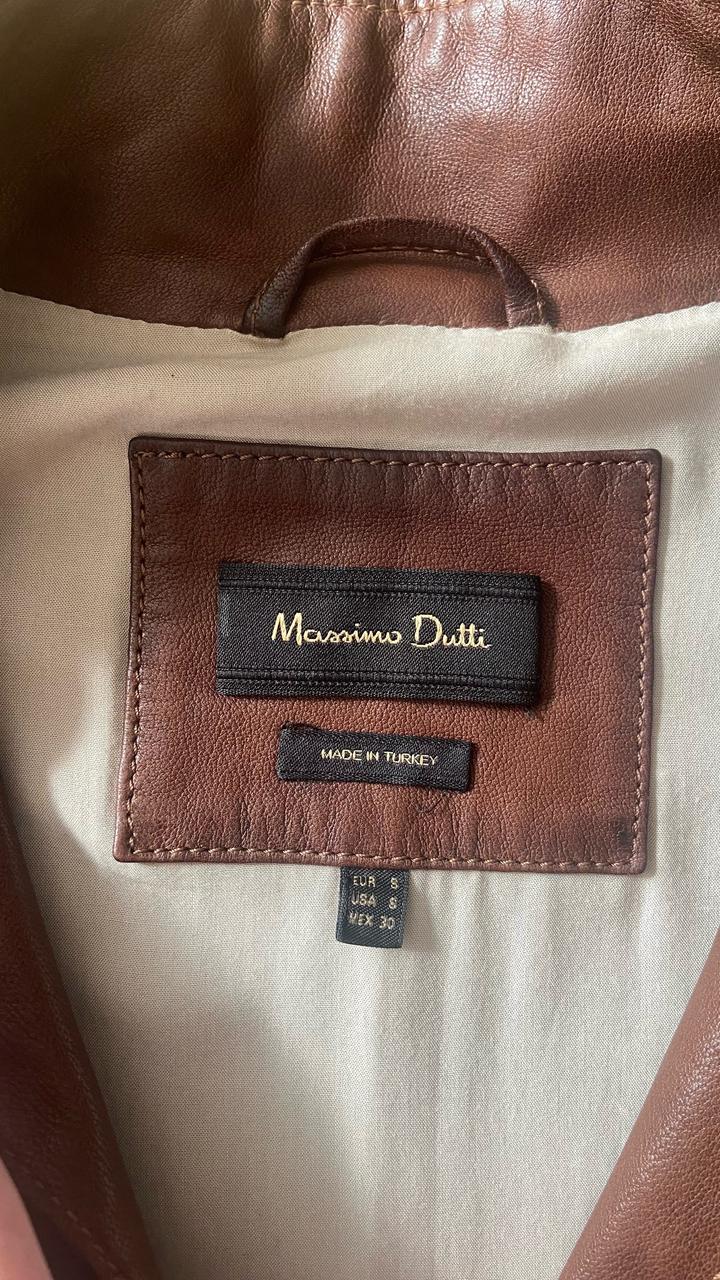 Massimo Dutti
MADE IN TURKEY
EUR S
USA S
MEX 30